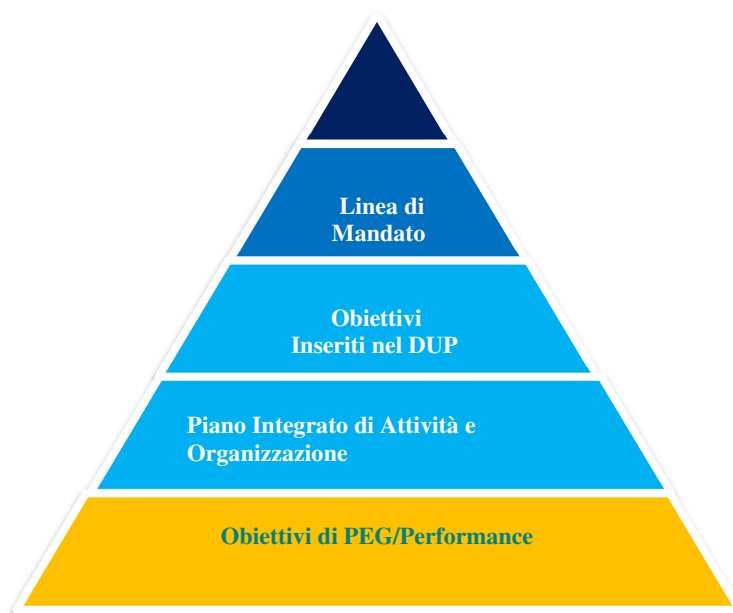 Linea di
Mandato
Obiettivi
Inseriti nel DUP
Piano Integrato di Attività e
Organizzazione
Obiettivi di PEG/Performance